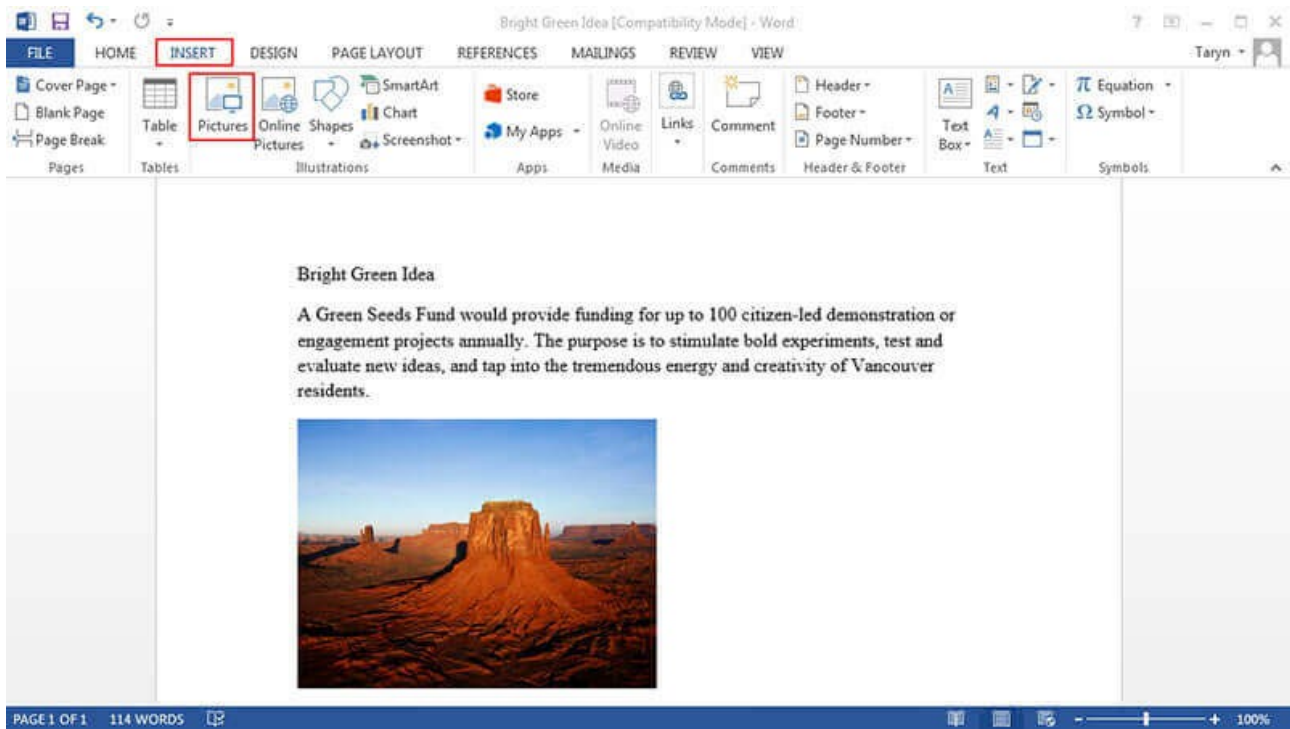 Bright Green Idea [Compatibility Mode] - Word
FILE HOME INSERT DESIGN PAGE LAYOUT REFERENCES MAILINGS REVIEW VIEW Taryn
Cover Page
Blank Page
Page Break
Pages
Table
Tables
Pictures
Online Pictures
Shapes
SmartArt
Chart
Screenshot
Illustrations
Store
My Apps
Apps
Online Video
Media
Links
Comment
Comments
Header
Footer
Page Number
Header & Footer
Text Box
Text
π Equation
Ω Symbol
Symbols
Bright Green Idea
A Green Seeds Fund would provide funding for up to 100 citizen-led demonstration or
engagement projects annually. The purpose is to stimulate bold experiments, test and
evaluate new ideas, and tap into the tremendous energy and creativity of Vancouver
residents.
PAGE 1 OF 1 114 WORDS 100%